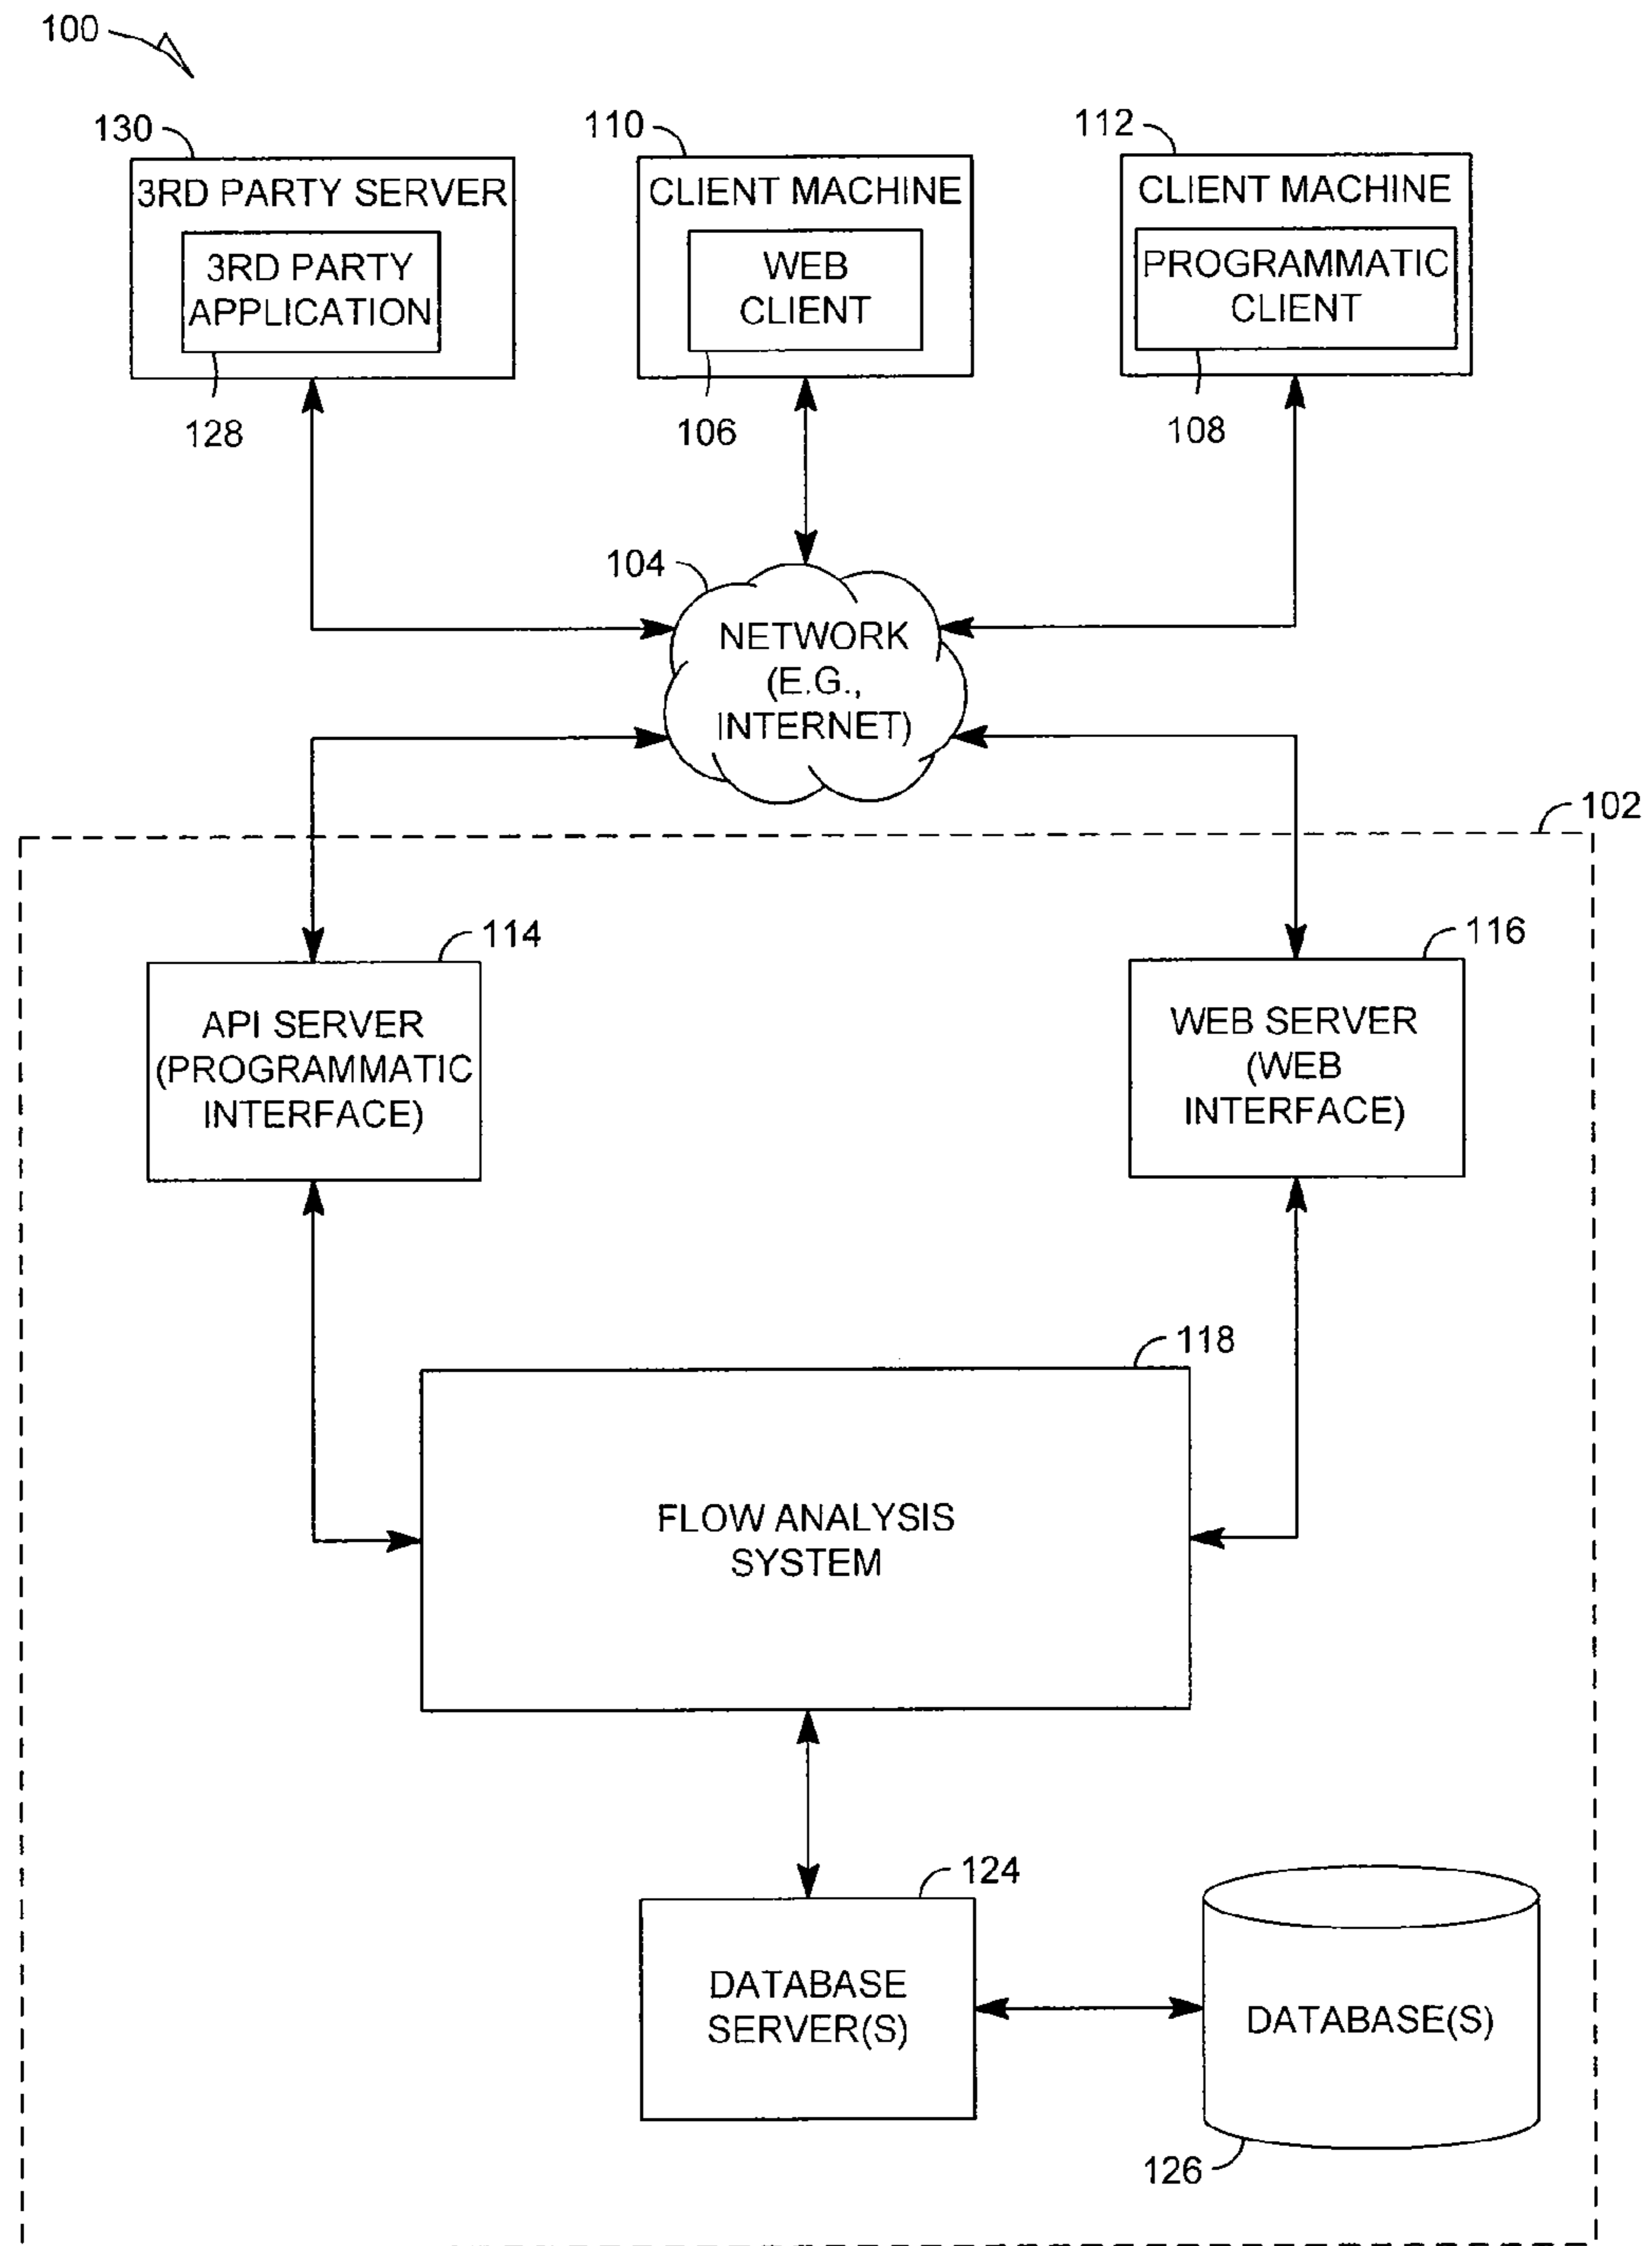 100
130
110
112
3RD PARTY SERVER
3RD PARTY
APPLICATION
128
CLIENT MACHINE
WEB
CLIENT
106
CLIENT MACHINE
PROGRAMMATIC
CLIENT
108
104
NETWORK
(E.G.,
INTERNET)
102
114
API SERVER
(PROGRAMMATIC
INTERFACE)
116
WEB SERVER
(WEB
INTERFACE)
118
FLOW ANALYSIS
SYSTEM
124
DATABASE
SERVER(S)
DATABASE(S)
126